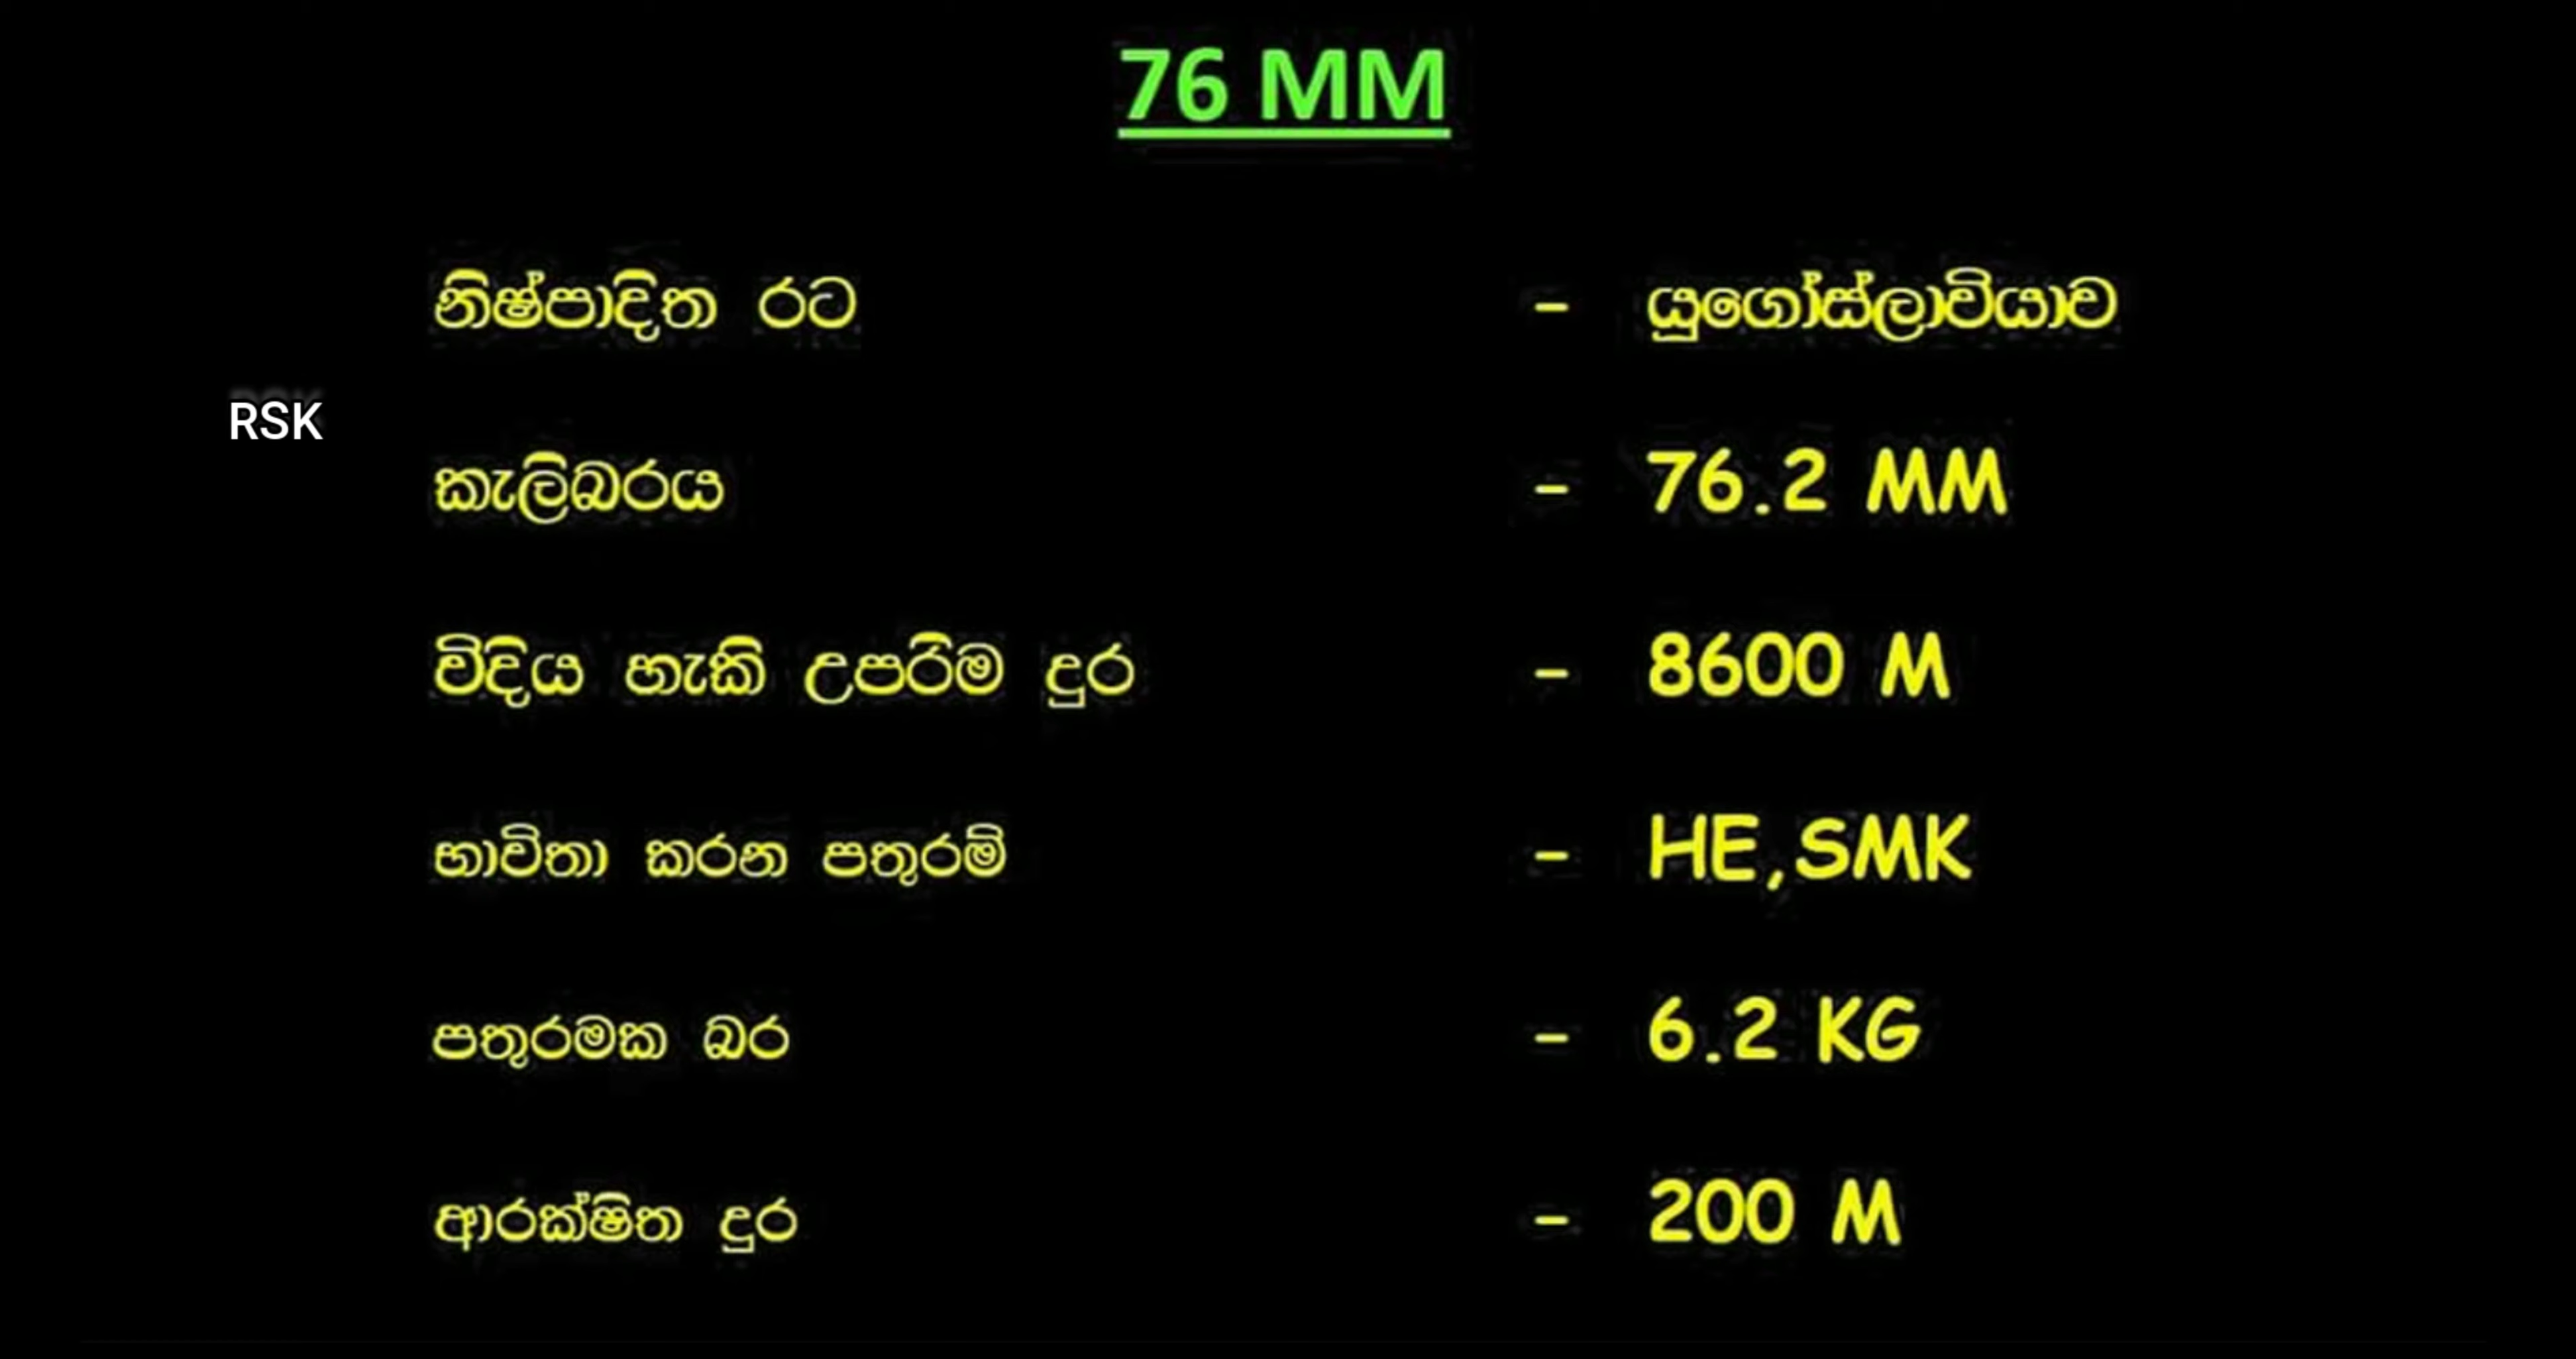 76 MM
නිෂ්පාදිත රට - යූගෝස්ලාවියාව
RSK
කැලිබරය - 76.2 MM
විදිය හැකි උපරිම දුර - 8600 M
භාවිතා කරන පතුරම් - HE,SMK
පතුරමක බර - 6.2 KG
ආරක්ෂිත දුර - 200 M